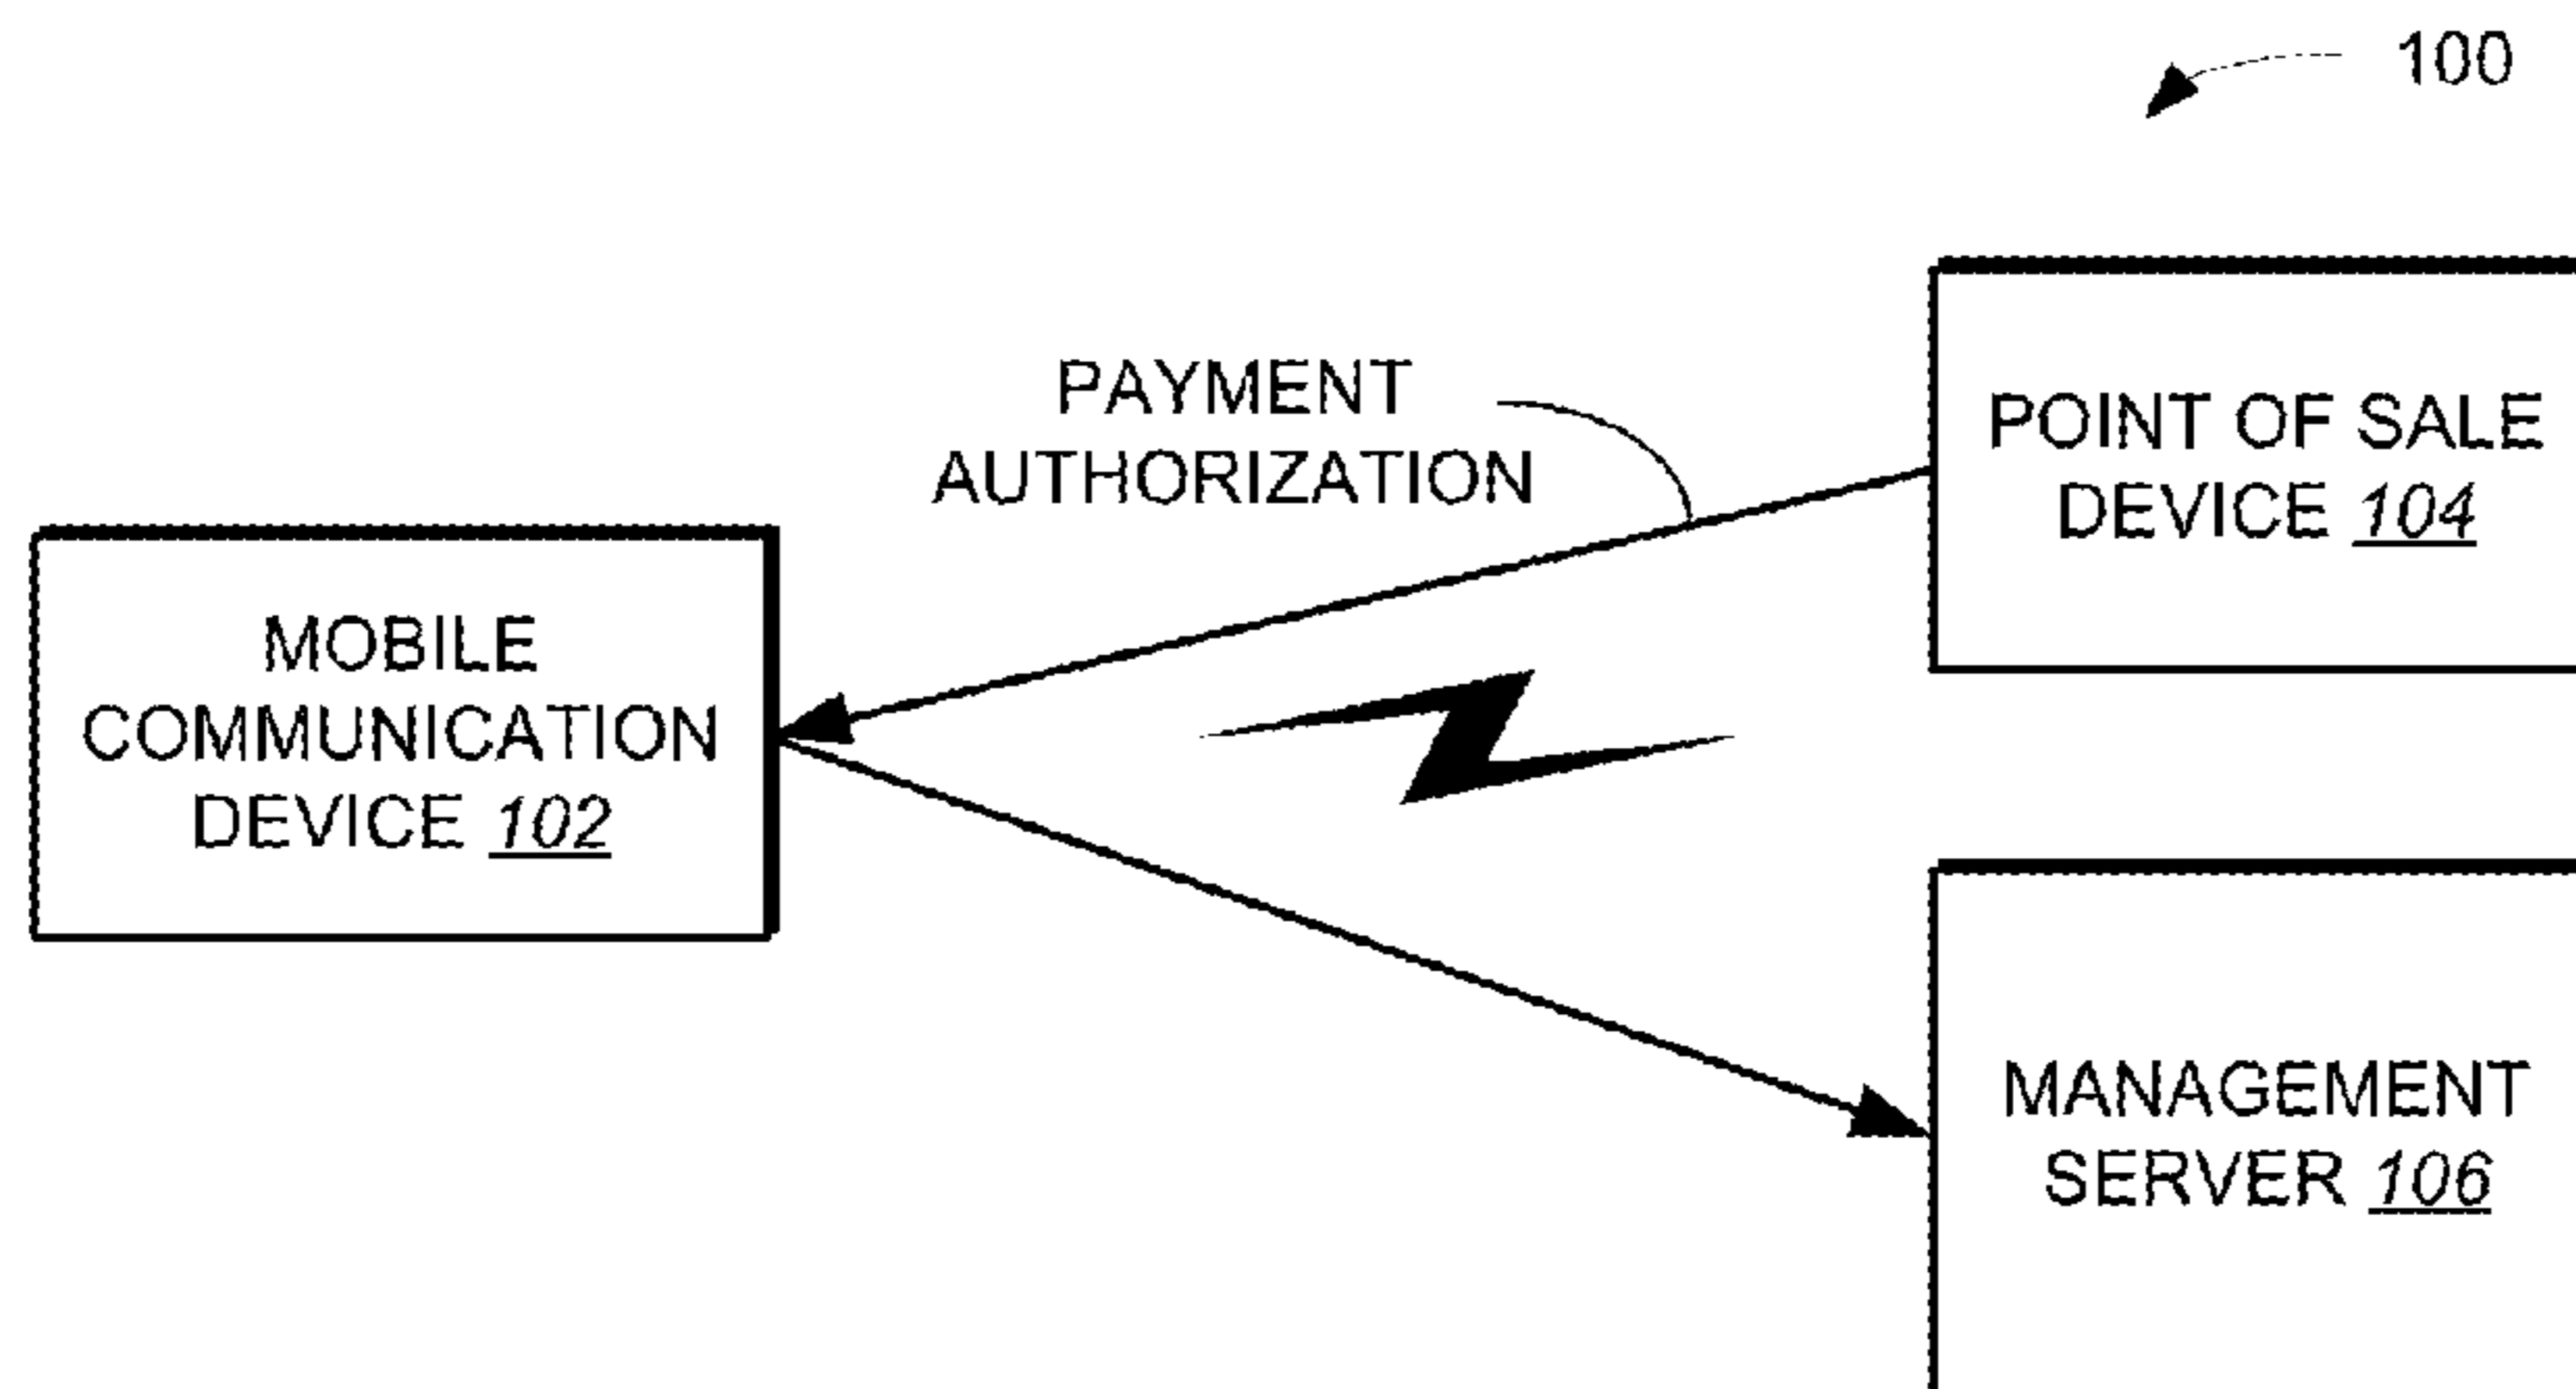 100
PAYMENT
AUTHORIZATION
POINT OF SALE
DEVICE 104
MOBILE
COMMUNICATION
DEVICE 102
MANAGEMENT
SERVER 106